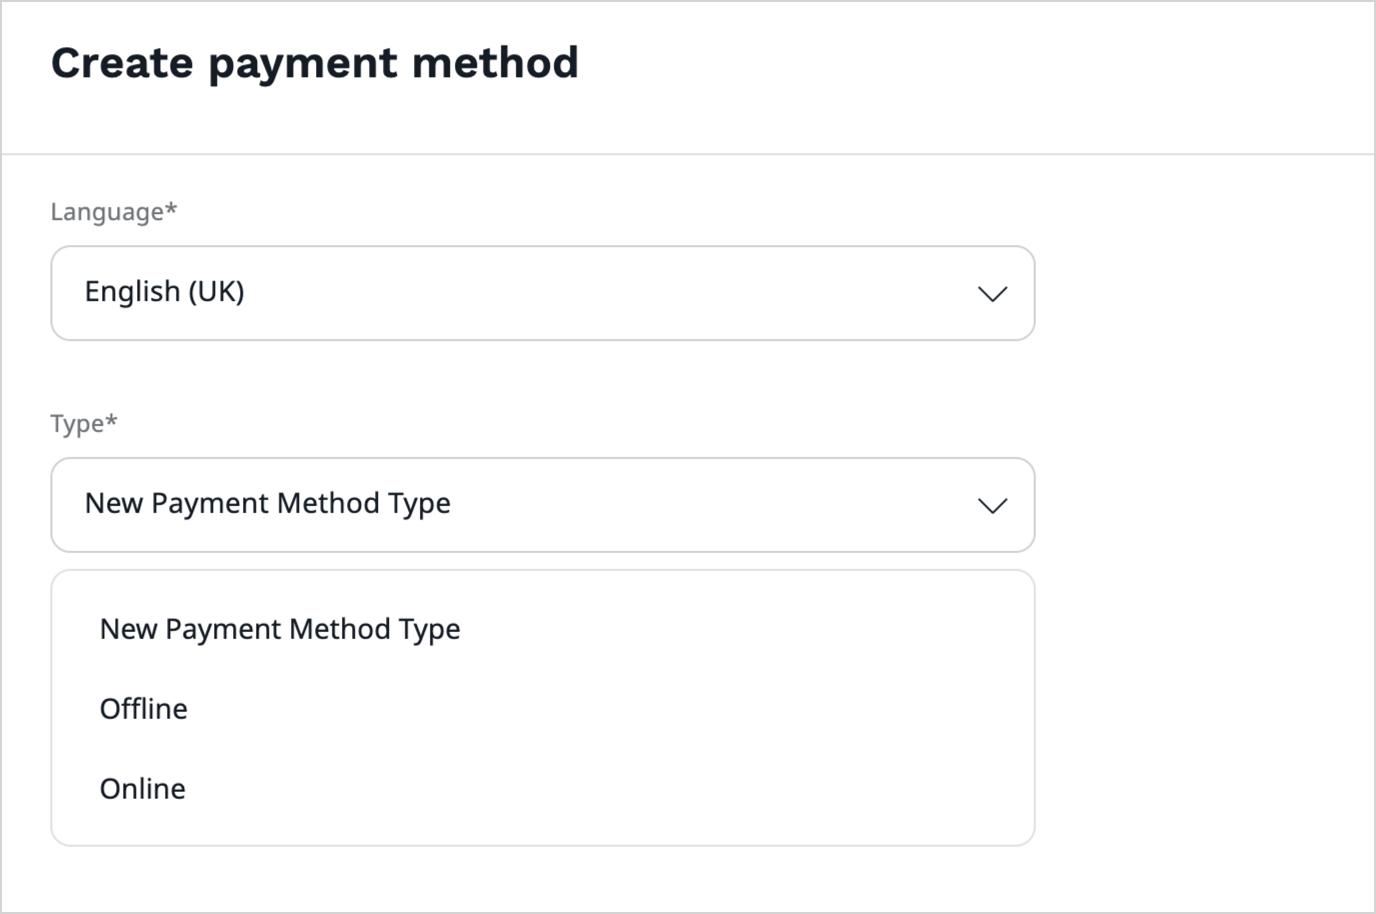 Create payment method
Language*
English (UK)
Type*
New Payment Method Type
New Payment Method Type
Offline
Online